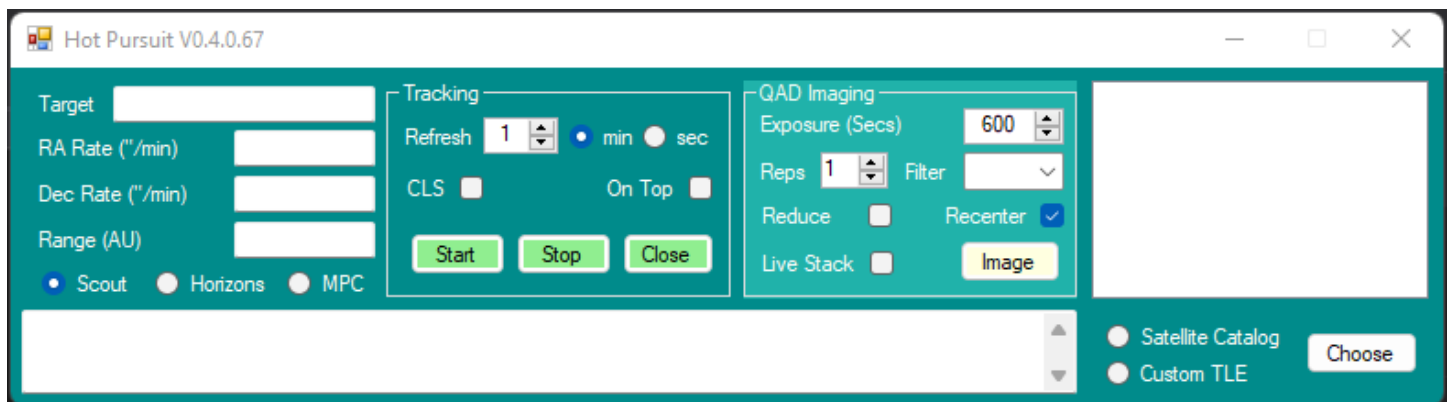 Hot Pursuit V0.4.0.67
Target
RA Rate ("/min)
Dec Rate ("/min)
Range (AU)
Scout Horizons MPC
Tracking
Refresh 1 min sec
CLS On Top
Start Stop Close
QAD Imaging
Exposure (Secs) 600
Reps 1 Filter
Reduce Recenter
Live Stack Image
Satellite Catalog
Custom TLE
Choose